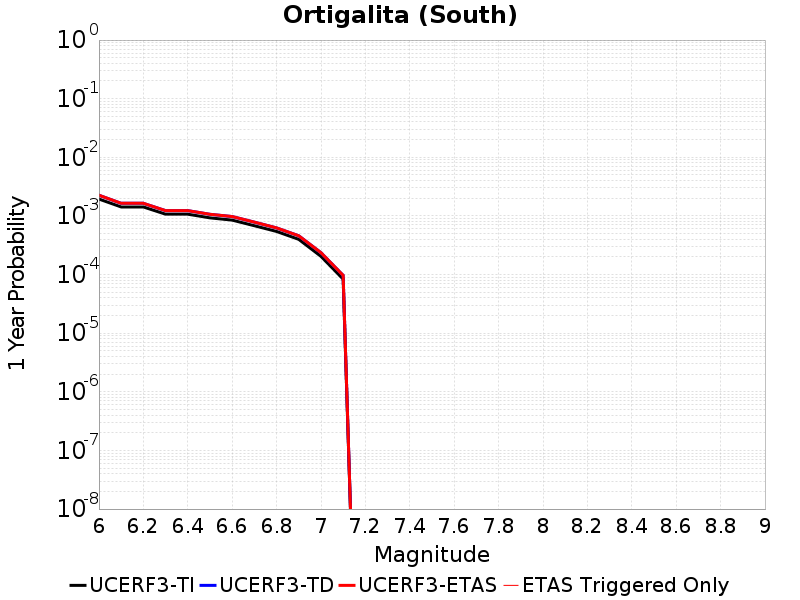 Ortigalita (South)
10^0
10^-1
10^-2
10^-3
10^-4
10^-5
10^-6
10^-7
10^-8
1 Year Probability
6 6.2 6.4 6.6 6.8 7 7.2 7.4 7.6 7.8 8 8.2 8.4 8.6 8.8 9
Magnitude
UCERF3-TI UCERF3-TD UCERF3-ETAS ETAS Triggered Only